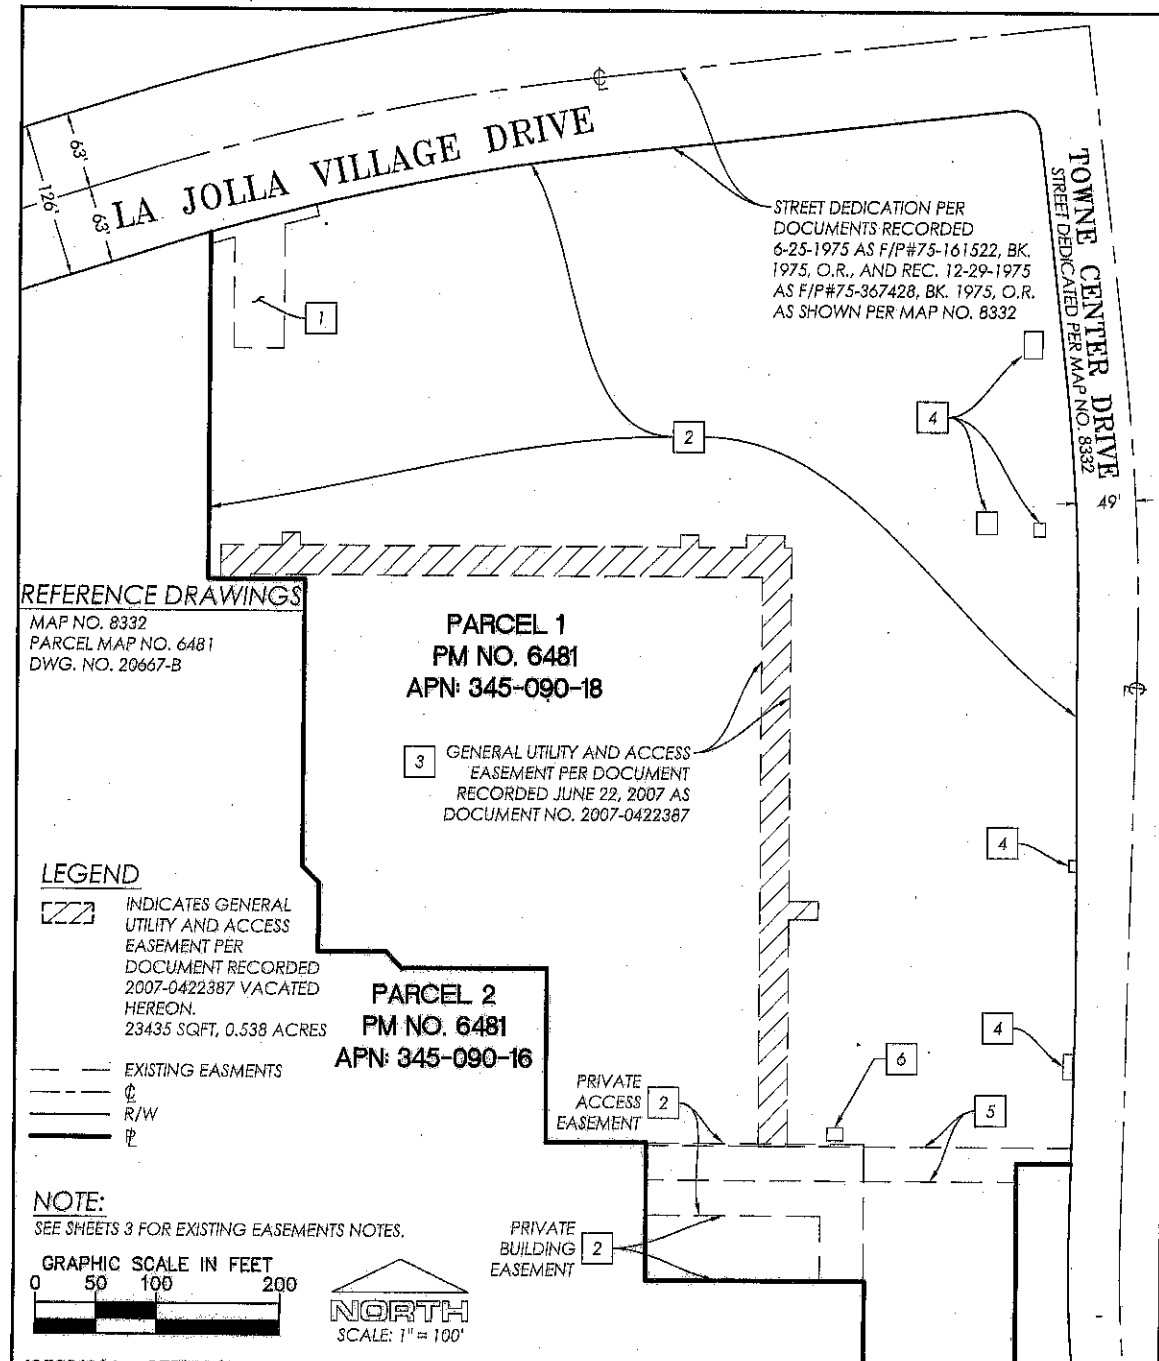 LA JOLLA VILLAGE DRIVE
63'
126'
63'
TOWNE CENTER DRIVE
STREET DEDICATED PER MAP NO. 8332
49'
STREET DEDICATION PER
DOCUMENTS RECORDED
6-25-1975 AS F/P#75-161522, BK.
1975, O.R., AND REC. 12-29-1975
AS F/P#75-367428, BK. 1975, O.R.
AS SHOWN PER MAP NO. 8332
1
2
4
REFERENCE DRAWINGS
MAP NO. 8332
PARCEL MAP NO. 6481
DWG. NO. 20667-B
PARCEL 1
PM NO. 6481
APN: 345-090-18
3
GENERAL UTILITY AND ACCESS
EASEMENT PER DOCUMENT
RECORDED JUNE 22, 2007 AS
DOCUMENT NO. 2007-0422387
4
LEGEND
INDICATES GENERAL
UTILITY AND ACCESS
EASEMENT PER
DOCUMENT RECORDED
2007-0422387 VACATED
HEREON.
23435 SQFT, 0.538 ACRES
EXISTING EASMENTS
℄
R/W
PL
PARCEL 2
PM NO. 6481
APN: 345-090-16
4
6
PRIVATE
ACCESS
EASEMENT
2
5
PRIVATE
BUILDING
EASEMENT
2
NOTE:
SEE SHEETS 3 FOR EXISTING EASEMENTS NOTES.
GRAPHIC SCALE IN FEET
0 50 100 200
NORTH
SCALE: 1" = 100'
℄
℄